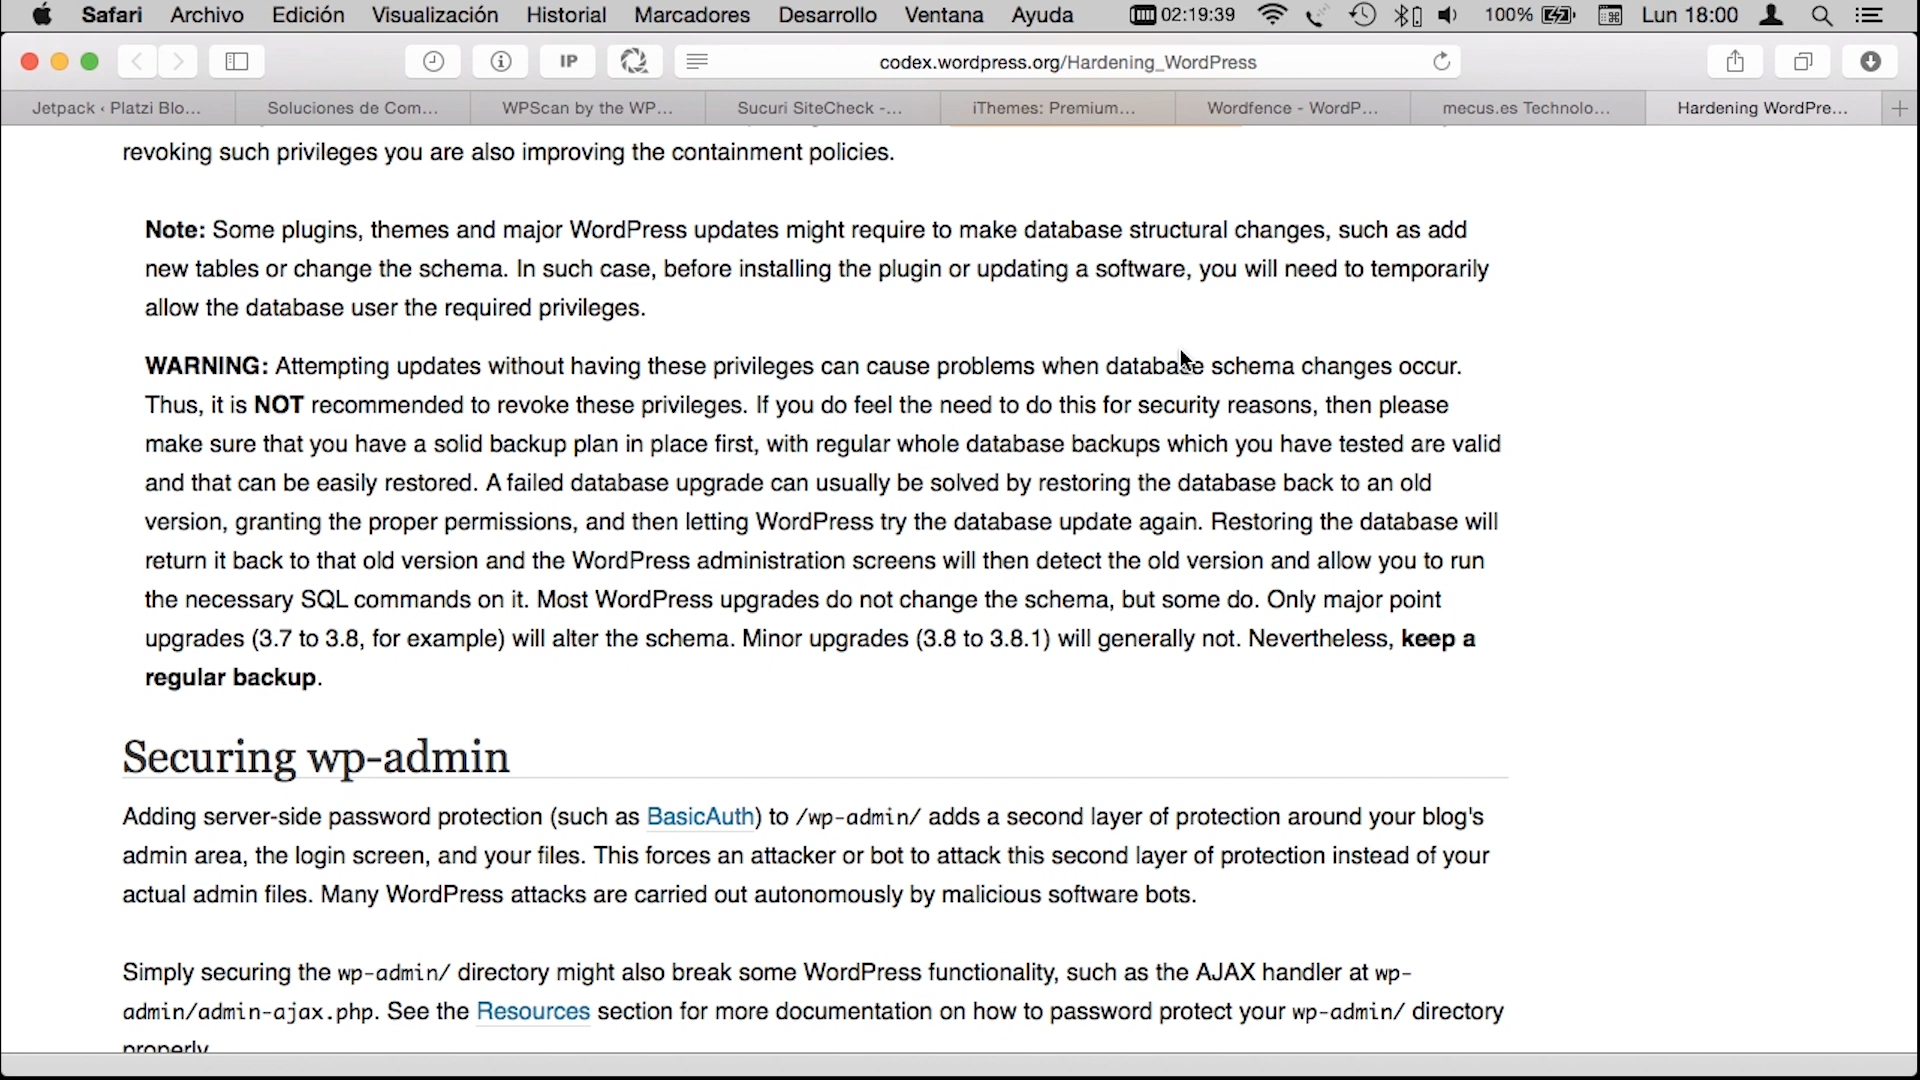 Safari Archivo Edición Visualización Historial Marcadores Desarrollo Ventana Ayuda 02:19:39 100% Lun 18:00
IP codex.wordpress.org/Hardening_WordPress
Jetpack ‹ Platzi Blo... Soluciones de Com... WPScan by the WP... Sucuri SiteCheck -... iThemes: Premium... Wordfence - WordP... mecus.es Technolo... Hardening WordPre...
revoking such privileges you are also improving the containment policies.
Note: Some plugins, themes and major WordPress updates might require to make database structural changes, such as add
new tables or change the schema. In such case, before installing the plugin or updating a software, you will need to temporarily
allow the database user the required privileges.
WARNING: Attempting updates without having these privileges can cause problems when database schema changes occur.
Thus, it is NOT recommended to revoke these privileges. If you do feel the need to do this for security reasons, then please
make sure that you have a solid backup plan in place first, with regular whole database backups which you have tested are valid
and that can be easily restored. A failed database upgrade can usually be solved by restoring the database back to an old
version, granting the proper permissions, and then letting WordPress try the database update again. Restoring the database will
return it back to that old version and the WordPress administration screens will then detect the old version and allow you to run
the necessary SQL commands on it. Most WordPress upgrades do not change the schema, but some do. Only major point
upgrades (3.7 to 3.8, for example) will alter the schema. Minor upgrades (3.8 to 3.8.1) will generally not. Nevertheless, keep a
regular backup.
Securing wp-admin
Adding server-side password protection (such as BasicAuth) to /wp-admin/ adds a second layer of protection around your blog's
admin area, the login screen, and your files. This forces an attacker or bot to attack this second layer of protection instead of your
actual admin files. Many WordPress attacks are carried out autonomously by malicious software bots.
Simply securing the wp-admin/ directory might also break some WordPress functionality, such as the AJAX handler at wp-
admin/admin-ajax.php. See the Resources section for more documentation on how to password protect your wp-admin/ directory
properly.